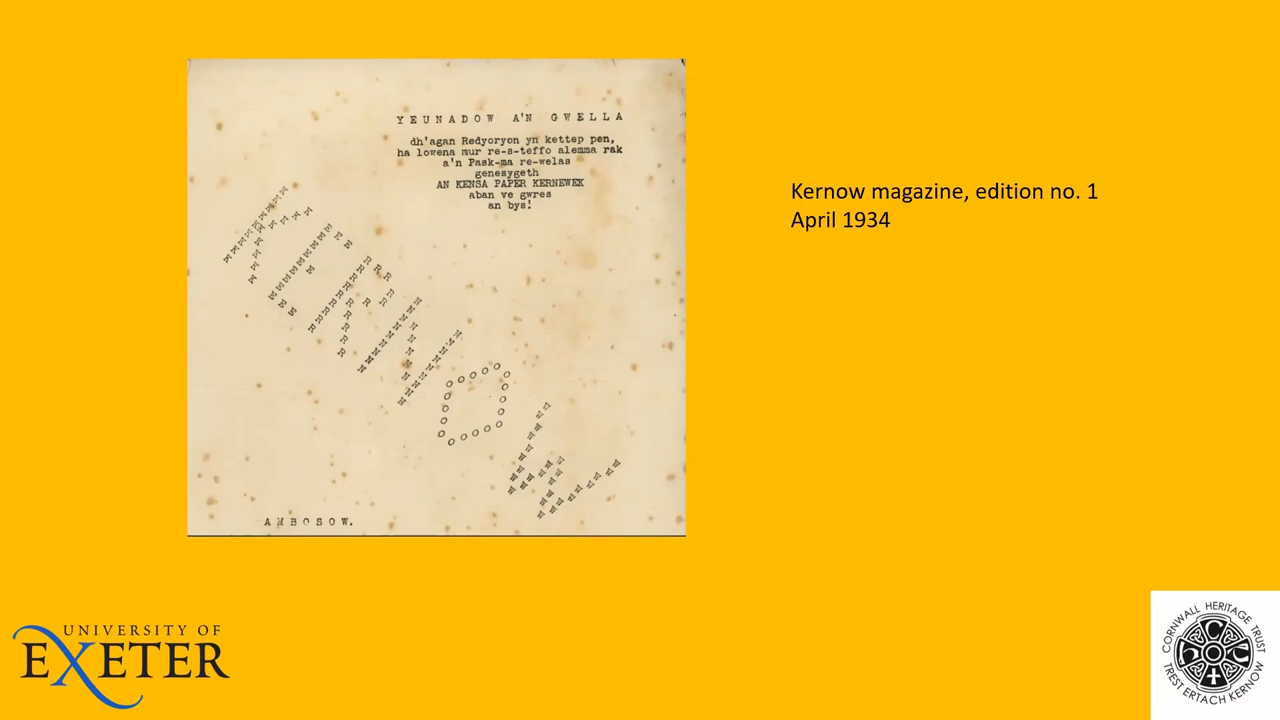 YEUNADOW A'N GWELLA
dh'agan Redyoryon yn kettep pen,
ha lowena mur re-s-teffo alemma rak
a'n Pask-ma re-welas
genesygeth
AN KENSA PAPER KERNEWEK
aban ve gwres
an bys!
KERNOW
AMBOSOW.
Kernow magazine, edition no. 1
April 1934
UNIVERSITY OF
EXETER
CORNWALL HERITAGE TRUST
TREST ERTACH KERNOW